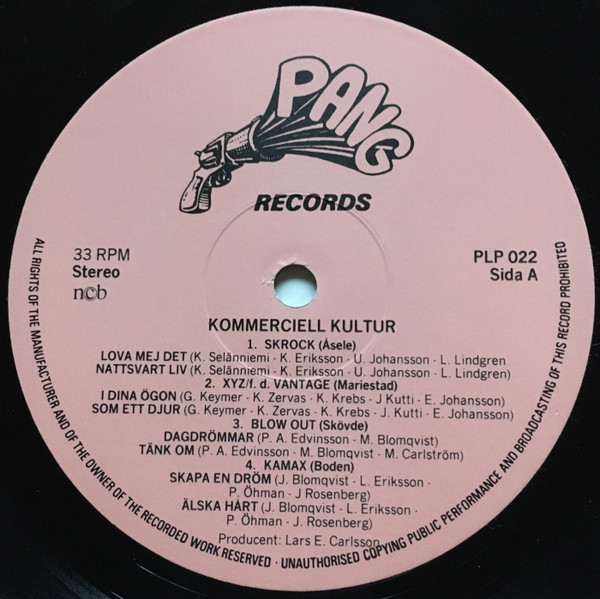 PANG
RECORDS
33 RPM
Stereo
ncb
PLP 022
Sida A
KOMMERCIELL KULTUR
1. SKROCK (Åsele)
LOVA MEJ DET (K. Selänniemi - K. Eriksson - U. Johansson - L. Lindgren
NATTSVART LIV (K. Selänniemi - K. Eriksson - U. Johansson - L. Lindgren)
2. XYZ/f. d. VANTAGE (Mariestad)
I DINA ÖGON (G. Keymer - K. Zervas - K. Krebs - J Kutti - E. Johansson)
SOM ETT DJUR (G. Keymer - K. Zervas - K. Krebs - J. Kutti - E. Johansson)
3. BLOW OUT (Skövde)
DAGDRÖMMAR (P. A. Edvinsson - M. Blomqvist)
TÄNK OM (P. A. Edvinsson - M. Blomqvist - M. Carlström)
4. KAMAX (Boden)
SKAPA EN DRÖM (J. Blomqvist - L. Eriksson -
P. Öhman - J Rosenberg)
ÄLSKA HÅRT (J. Blomqvist - L. Eriksson -
P. Öhman - J. Rosenberg)
Producent: Lars E. Carlsson
ALL RIGHTS OF THE MANUFACTURER AND OF THE OWNER OF THE RECORDED WORK RESERVED - UNAUTHORISED COPYING PUBLIC PERFORMANCE AND BROADCASTING OF THIS RECORD PROHIBITED